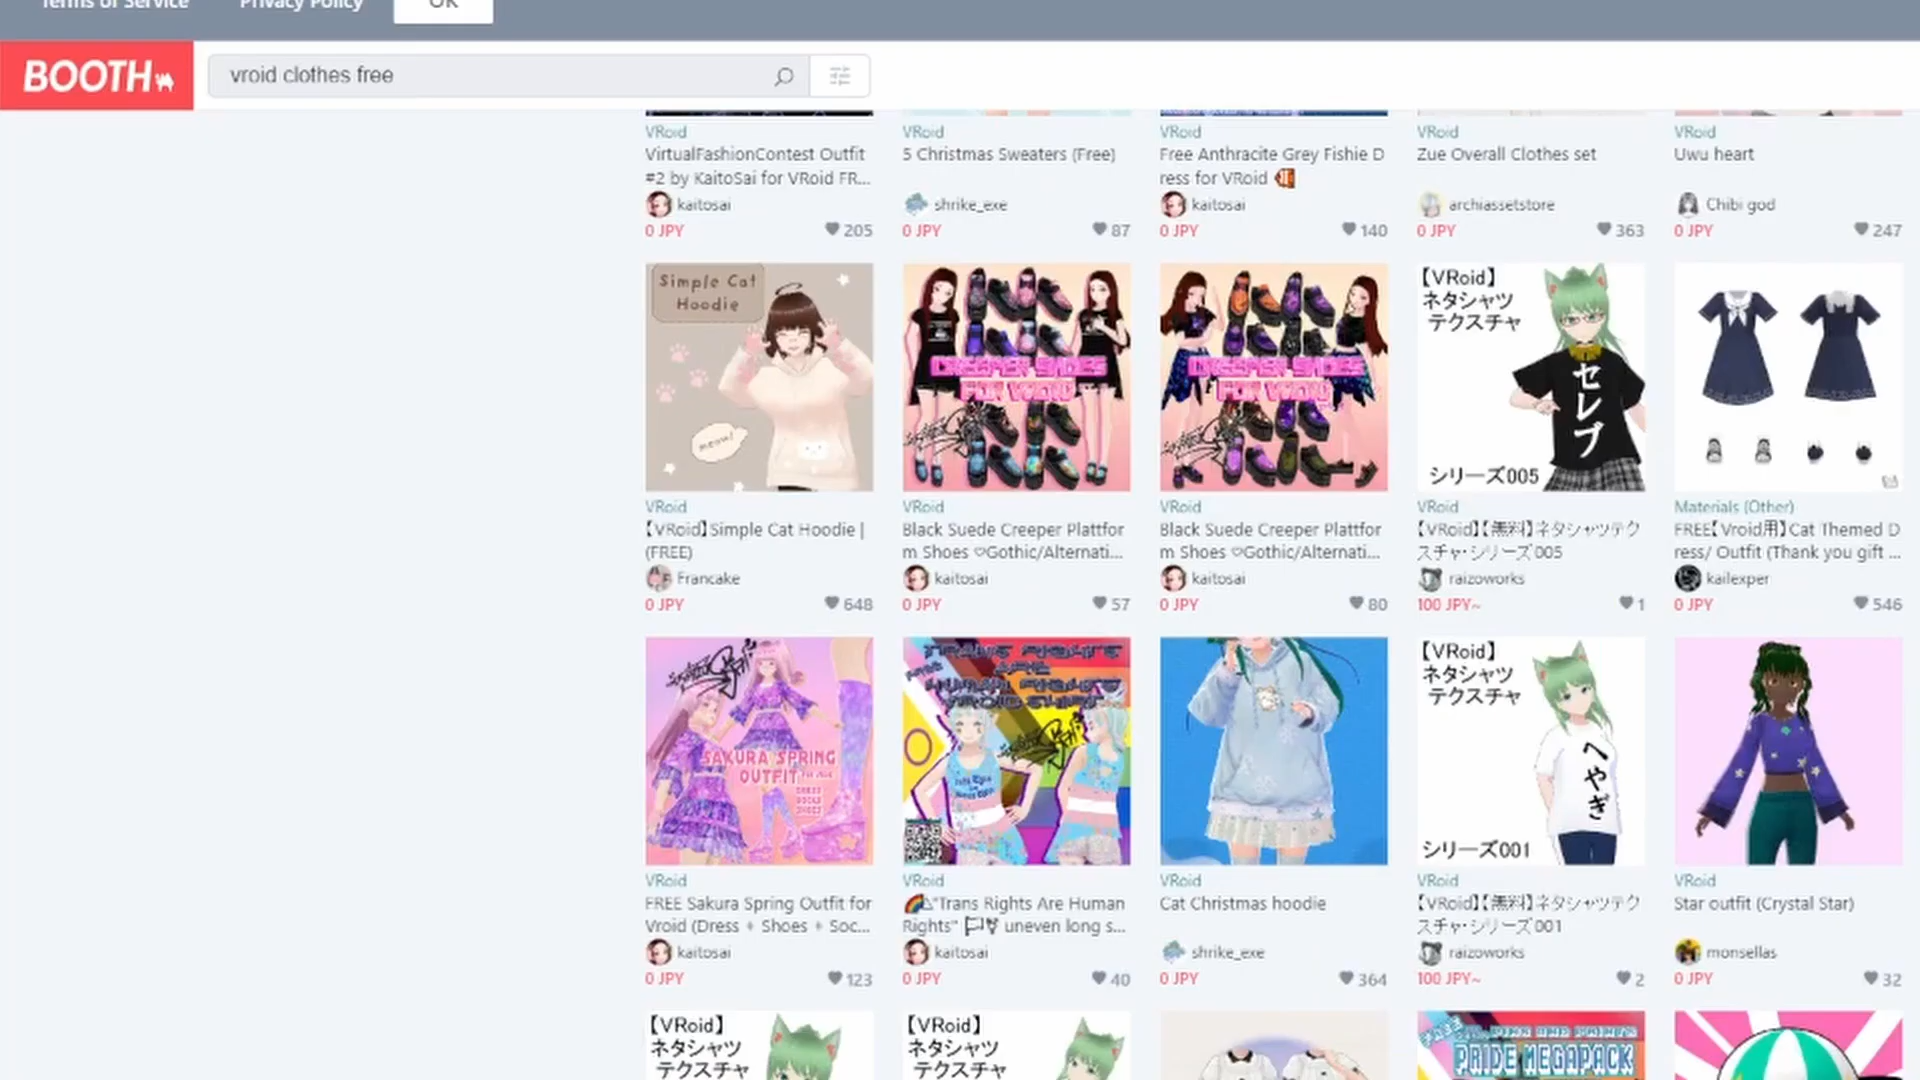 Terms of Service
Privacy Policy
OK
BOOTH
vroid clothes free
VRoid
VirtualFashionContest Outfit
#2 by KaitoSai for VRoid FR...
kaitosai
0 JPY
205
VRoid
5 Christmas Sweaters (Free)
shrike_exe
0 JPY
87
VRoid
Free Anthracite Grey Fishie D
ress for VRoid
kaitosai
0 JPY
140
VRoid
Zue Overall Clothes set
archiassetstore
0 JPY
363
VRoid
Uwu heart
Chibi god
0 JPY
247
Simple Cat
Hoodie
meow!
VRoid
【VRoid】Simple Cat Hoodie |
(FREE)
Francake
0 JPY
648
CREEPER SHOES
FOR VROID
VRoid
Black Suede Creeper Plattfor
m Shoes ♡Gothic/Alternati...
kaitosai
0 JPY
57
CREEPER SHOES
FOR VROID
VRoid
Black Suede Creeper Plattfor
m Shoes ♡Gothic/Alternati...
kaitosai
0 JPY
80
【VRoid】
ネタシャツ
テクスチャ
セレブ
シリーズ005
VRoid
【VRoid】【無料】ネタシャツテク
スチャ・シリーズ005
raizoworks
100 JPY~
1
Materials (Other)
FREE【Vroid用】Cat Themed D
ress/ Outfit (Thank you gift ...
kailexper
0 JPY
546
SAKURA SPRING
OUTFIT
DRESS
SOCKS
SHOES
VRoid
FREE Sakura Spring Outfit for
Vroid (Dress + Shoes + Soc...
kaitosai
0 JPY
123
TRANS RIGHTS
ARE
HUMAN RIGHTS
VROID SHIRT
VRoid
"Trans Rights Are Human
Rights" uneven long s...
kaitosai
0 JPY
40
VRoid
Cat Christmas hoodie
shrike_exe
0 JPY
364
【VRoid】
ネタシャツ
テクスチャ
へやぎ
シリーズ001
VRoid
【VRoid】【無料】ネタシャツテク
スチャ・シリーズ001
raizoworks
100 JPY~
2
VRoid
Star outfit (Crystal Star)
monsellas
0 JPY
32
【VRoid】
ネタシャツ
テクスチャ
【VRoid】
ネタシャツ
テクスチャ
PRIDE MEGAPACK